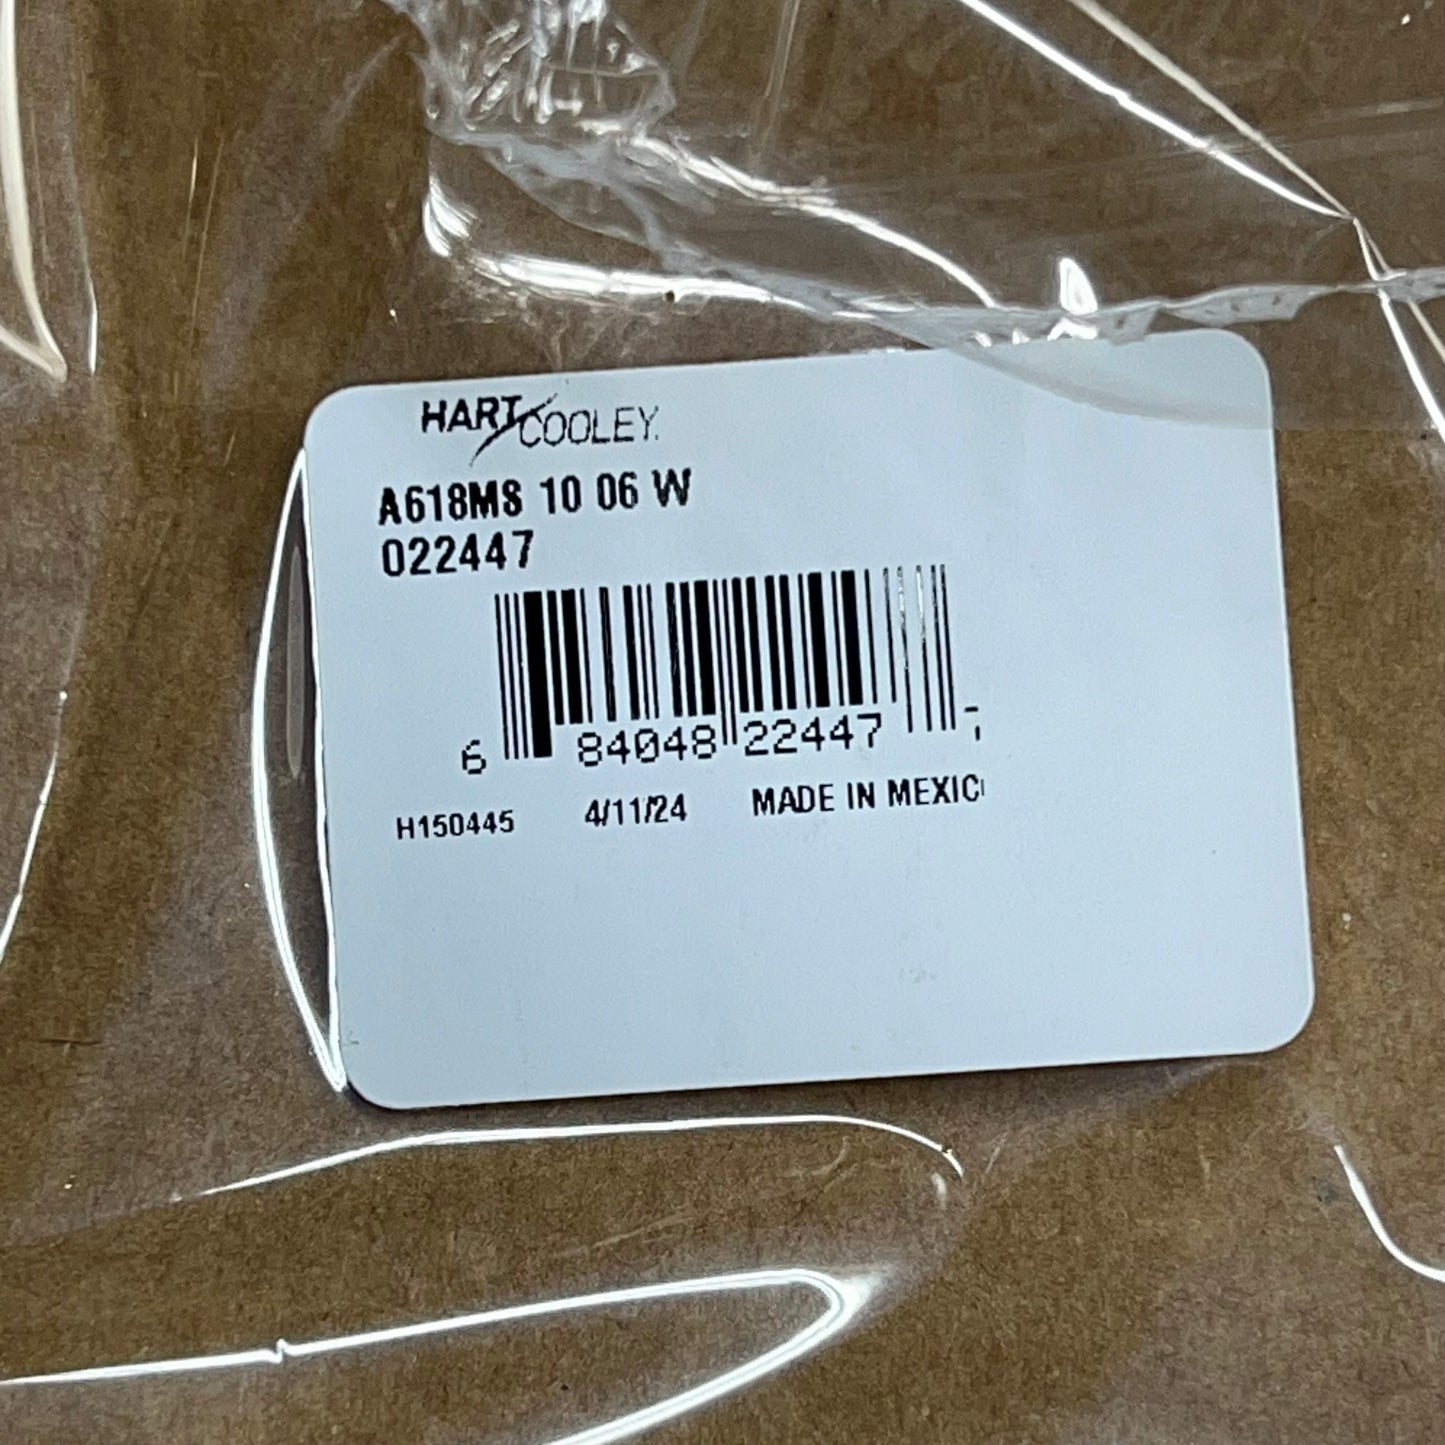 HART COOLEY.
A618MS 10 06 W
022447
6 84048 22447
H150445 4/11/24 MADE IN MEXIC